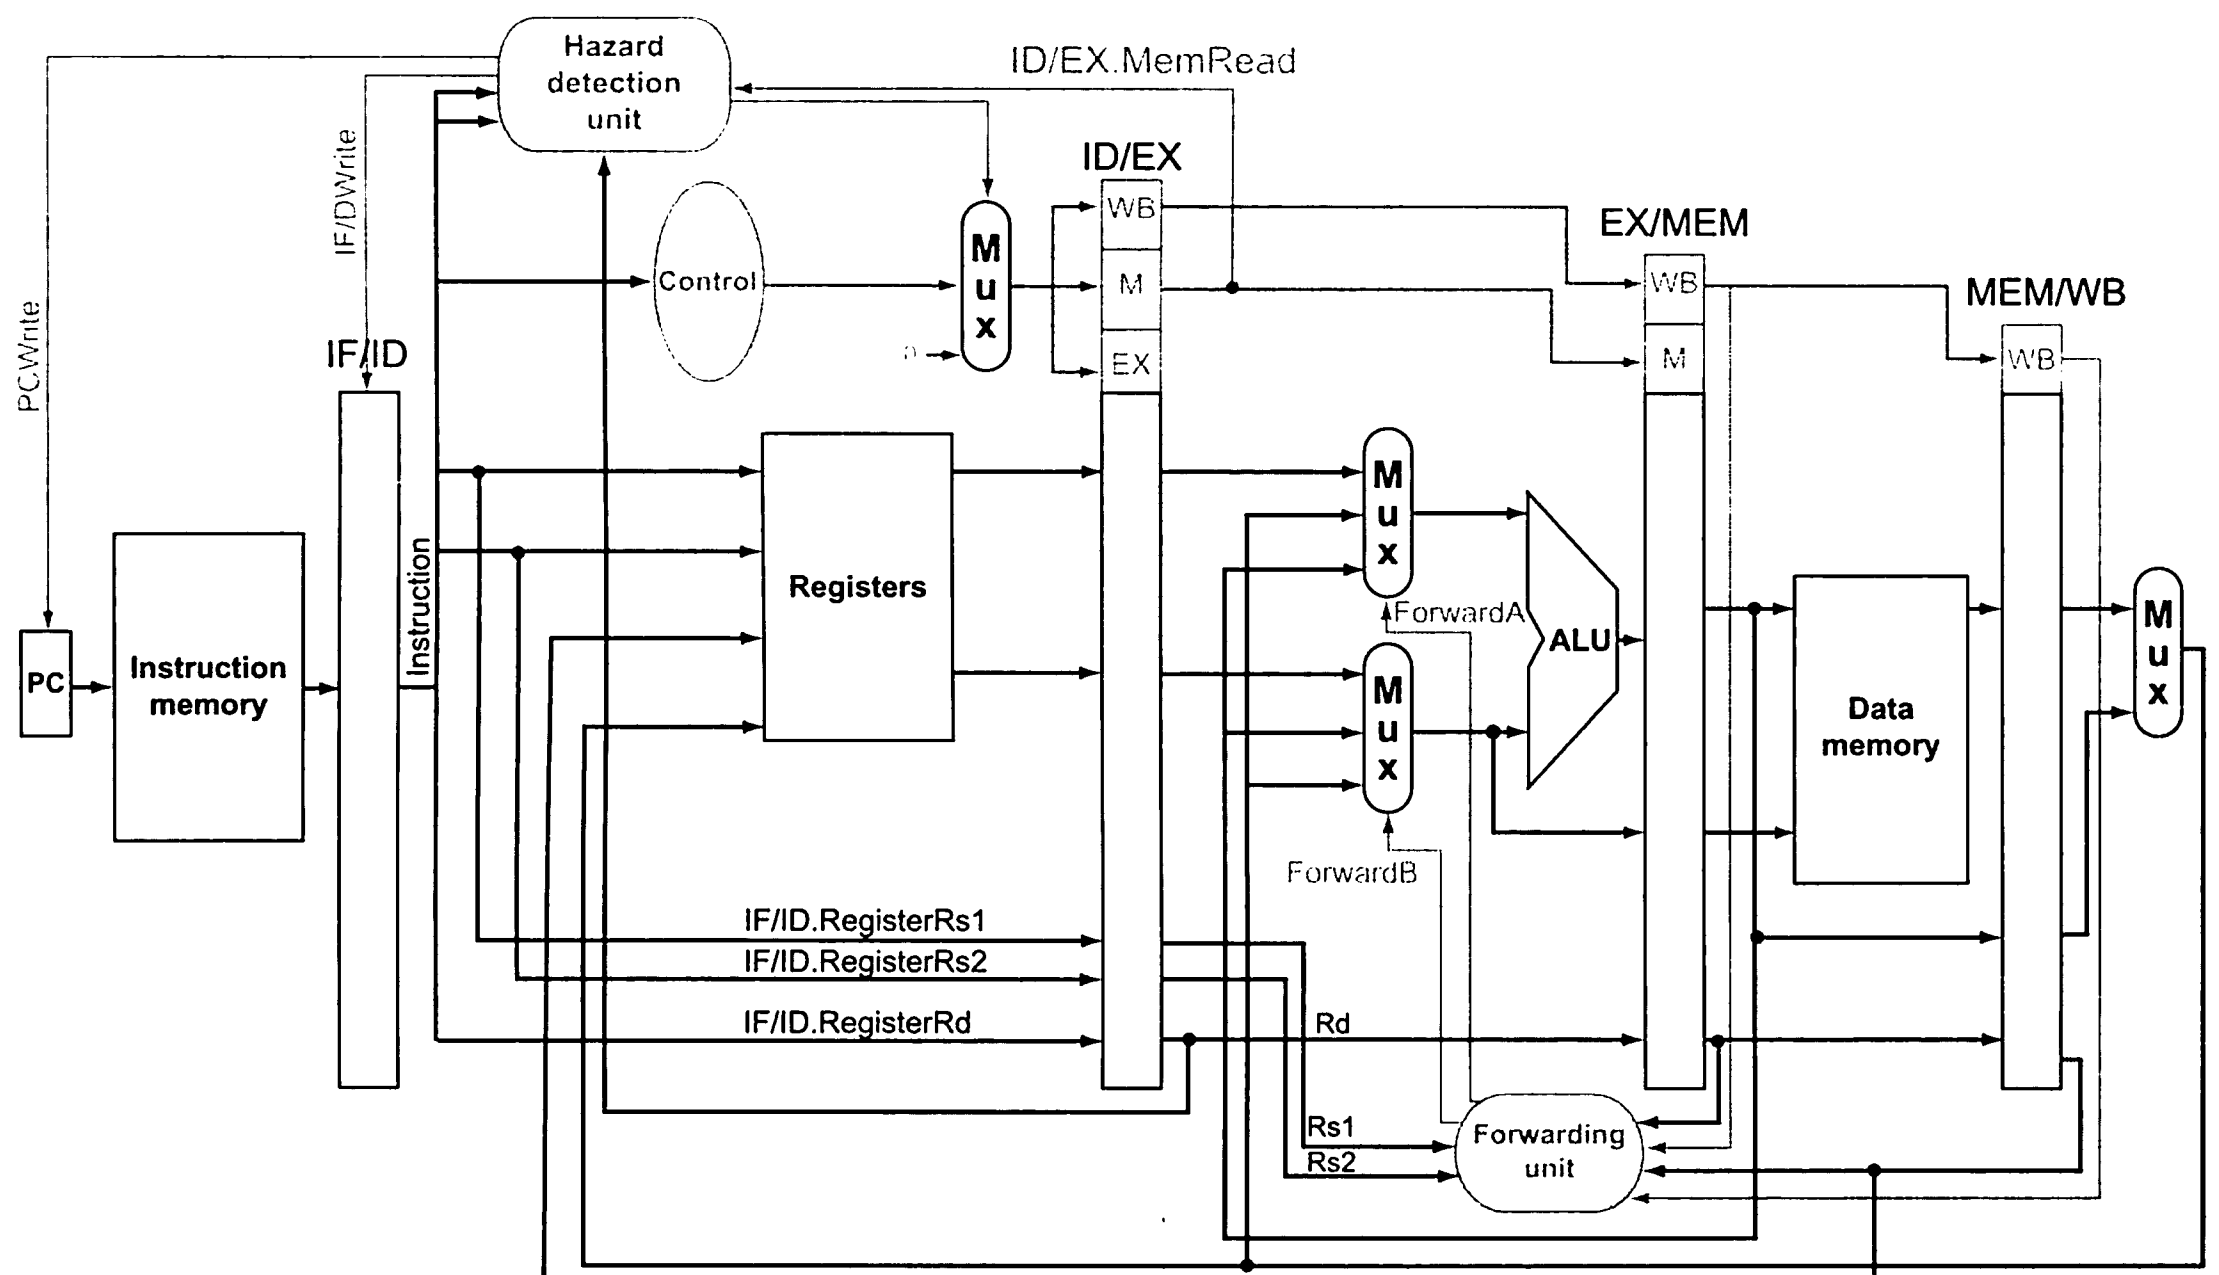 Hazard
detection
unit
ID/EX.MemRead
IF/DWrite
PCWrite
ID/EX
WB
M
EX
Control
M
u
x
EX/MEM
WB
M
MEM/WB
WB
IF/ID
PC
Instruction
memory
Instruction
Registers
M
u
x
ForwardA
M
u
x
ForwardB
ALU
Data
memory
M
u
x
IF/ID.RegisterRs1
IF/ID.RegisterRs2
IF/ID.RegisterRd
Rd
Rs1
Rs2
Forwarding
unit